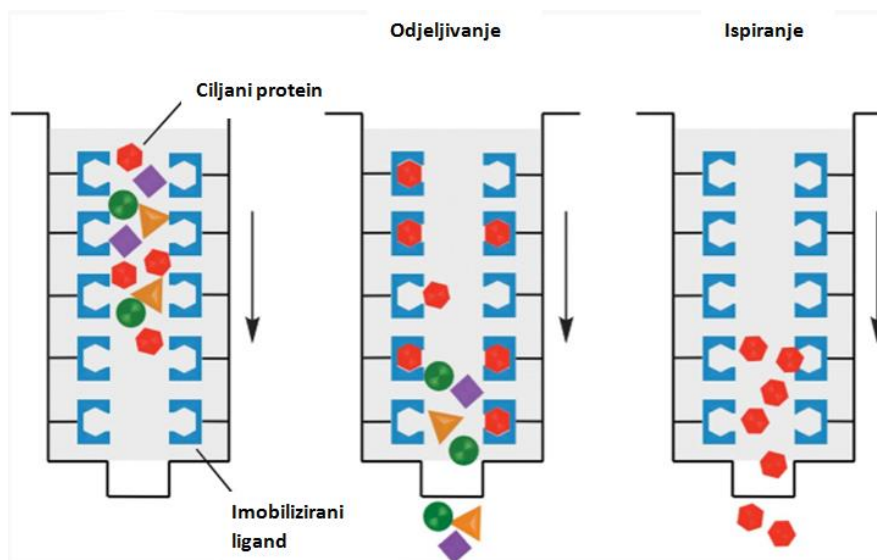 Odjeljivanje
Ispiranje
Ciljani protein
Imobilizirani
ligand